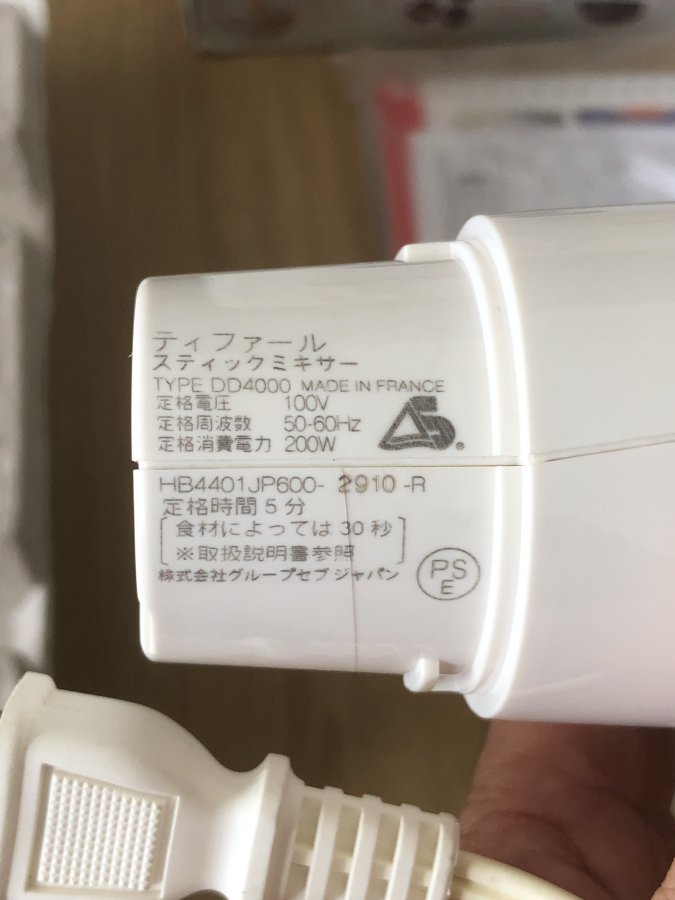 ティファール
スティックミキサー
TYPE DD4000 MADE IN FRANCE
定格電圧 100V
定格周波数 50-60Hz
定格消費電力 200W
HB4401JP600- 2910 -R
定格時間 5 分
[食材によっては 30 秒
※取扱説明書参照]
株式会社グループセブ ジャパン
PS
E